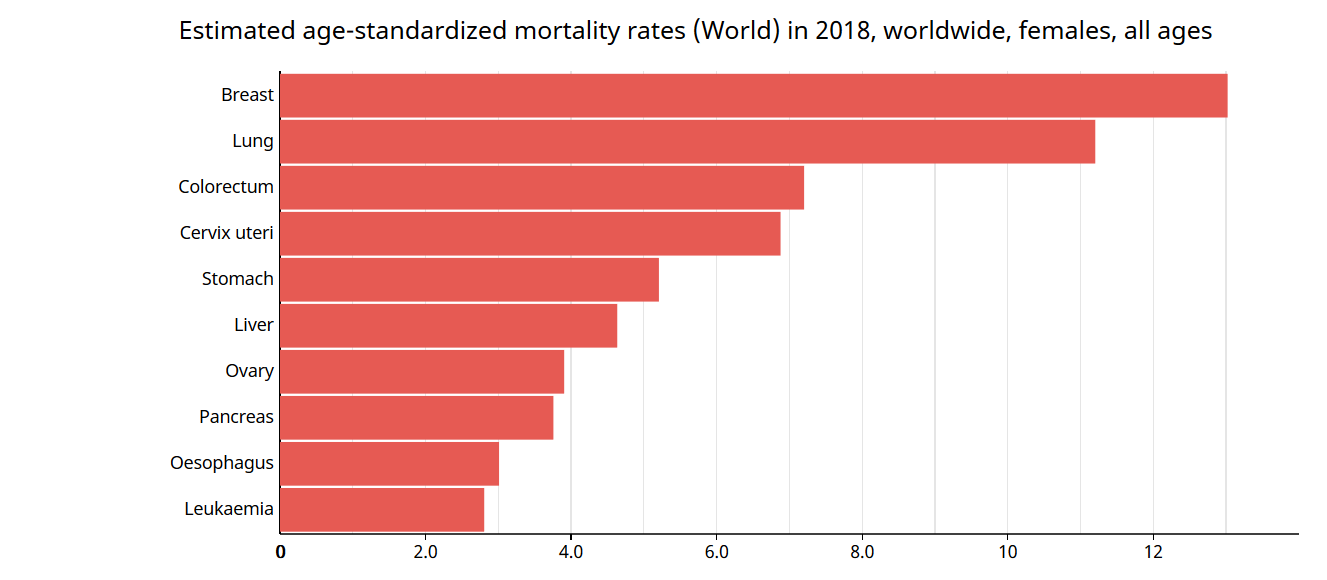 Estimated age-standardized mortality rates (World) in 2018, worldwide, females, all ages
Breast
Lung
Colorectum
Cervix uteri
Stomach
Liver
Ovary
Pancreas
Oesophagus
Leukaemia
0 2.0 4.0 6.0 8.0 10 12